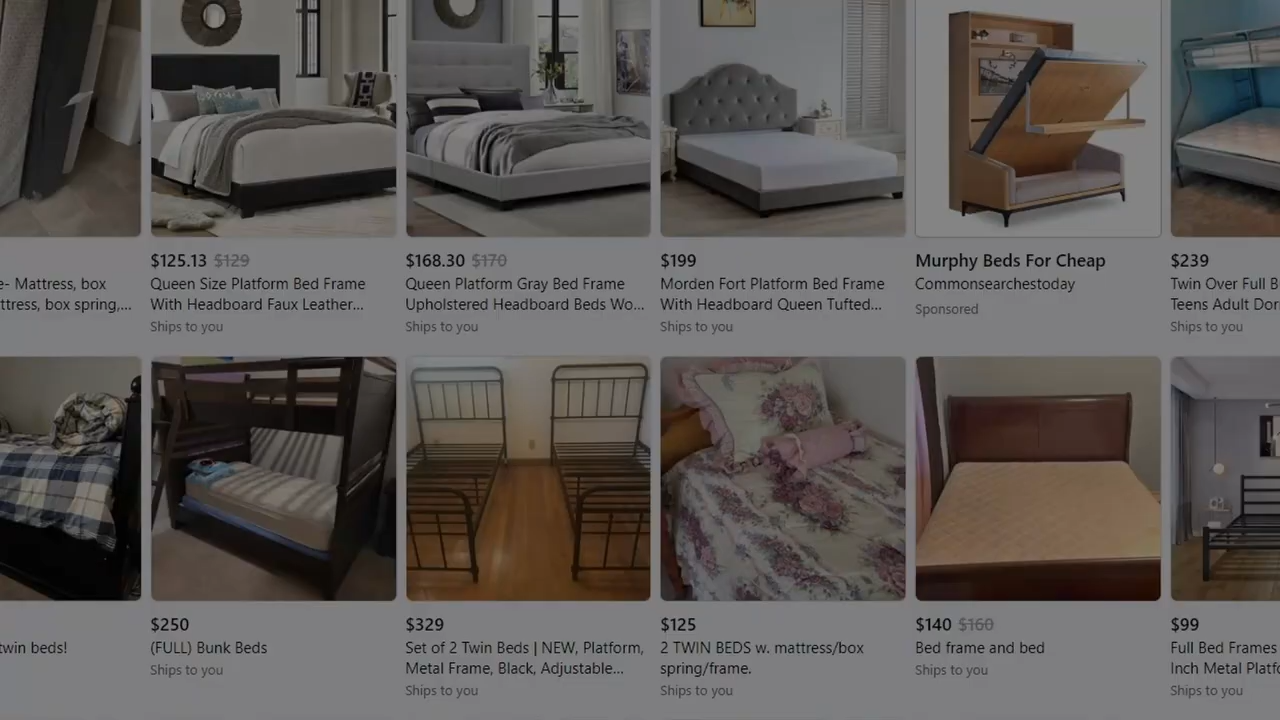 e- Mattress, box
ttress, box spring,...
$125.13 $129
Queen Size Platform Bed Frame
With Headboard Faux Leather...
Ships to you
$168.30 $170
Queen Platform Gray Bed Frame
Upholstered Headboard Beds Wo...
Ships to you
$199
Morden Fort Platform Bed Frame
With Headboard Queen Tufted...
Ships to you
Murphy Beds For Cheap
Commonsearchestoday
Sponsored
$239
Twin Over Full B
Teens Adult Dor
Ships to you
twin beds!
$250
(FULL) Bunk Beds
Ships to you
$329
Set of 2 Twin Beds | NEW, Platform,
Metal Frame, Black, Adjustable...
Ships to you
$125
2 TWIN BEDS w. mattress/box
spring/frame.
Ships to you
$140 $160
Bed frame and bed
Ships to you
$99
Full Bed Frames
Inch Metal Platfo
Ships to you